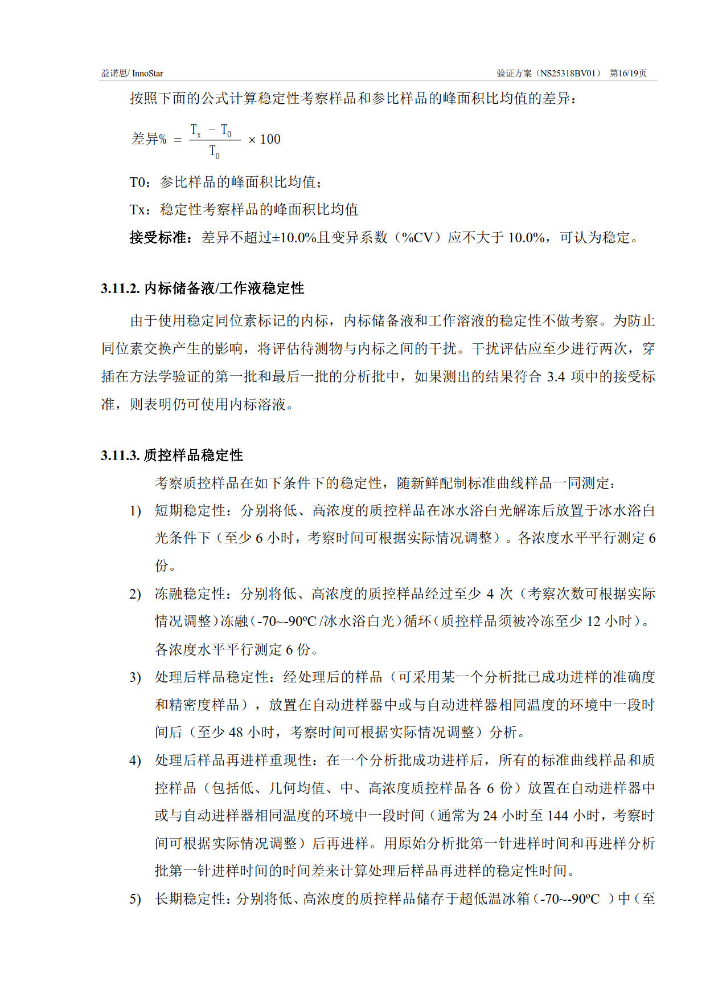 益诺思/ InnoStar 验证方案（NS25318BV01） 第16/19页
按照下面的公式计算稳定性考察样品和参比样品的峰面积比均值的差异：
差异% = (Tx − T0) / T0 × 100
T0：参比样品的峰面积比均值；
Tx：稳定性考察样品的峰面积比均值
接受标准：差异不超过±10.0%且变异系数（%CV）应不大于 10.0%，可认为稳定。
3.11.2. 内标储备液/工作液稳定性
由于使用稳定同位素标记的内标，内标储备液和工作溶液的稳定性不做考察。为防止
同位素交换产生的影响，将评估待测物与内标之间的干扰。干扰评估应至少进行两次，穿
插在方法学验证的第一批和最后一批的分析批中，如果测出的结果符合 3.4 项中的接受标
准，则表明仍可使用内标溶液。
3.11.3. 质控样品稳定性
考察质控样品在如下条件下的稳定性，随新鲜配制标准曲线样品一同测定：
1) 短期稳定性：分别将低、高浓度的质控样品在冰水浴白光解冻后放置于冰水浴白
光条件下（至少 6 小时，考察时间可根据实际情况调整）。各浓度水平平行测定 6
份。
2) 冻融稳定性：分别将低、高浓度的质控样品经过至少 4 次（考察次数可根据实际
情况调整）冻融（-70~-90ºC /冰水浴白光）循环（质控样品须被冷冻至少 12 小时）。
各浓度水平平行测定 6 份。
3) 处理后样品稳定性：经处理后的样品（可采用某一个分析批已成功进样的准确度
和精密度样品），放置在自动进样器中或与自动进样器相同温度的环境中一段时
间后（至少 48 小时，考察时间可根据实际情况调整）分析。
4) 处理后样品再进样重现性：在一个分析批成功进样后，所有的标准曲线样品和质
控样品（包括低、几何均值、中、高浓度质控样品各 6 份）放置在自动进样器中
或与自动进样器相同温度的环境中一段时间（通常为 24 小时至 144 小时，考察时
间可根据实际情况调整）后再进样。用原始分析批第一针进样时间和再进样分析
批第一针进样时间的时间差来计算处理后样品再进样的稳定性时间。
5) 长期稳定性：分别将低、高浓度的质控样品储存于超低温冰箱（-70~-90ºC ）中（至